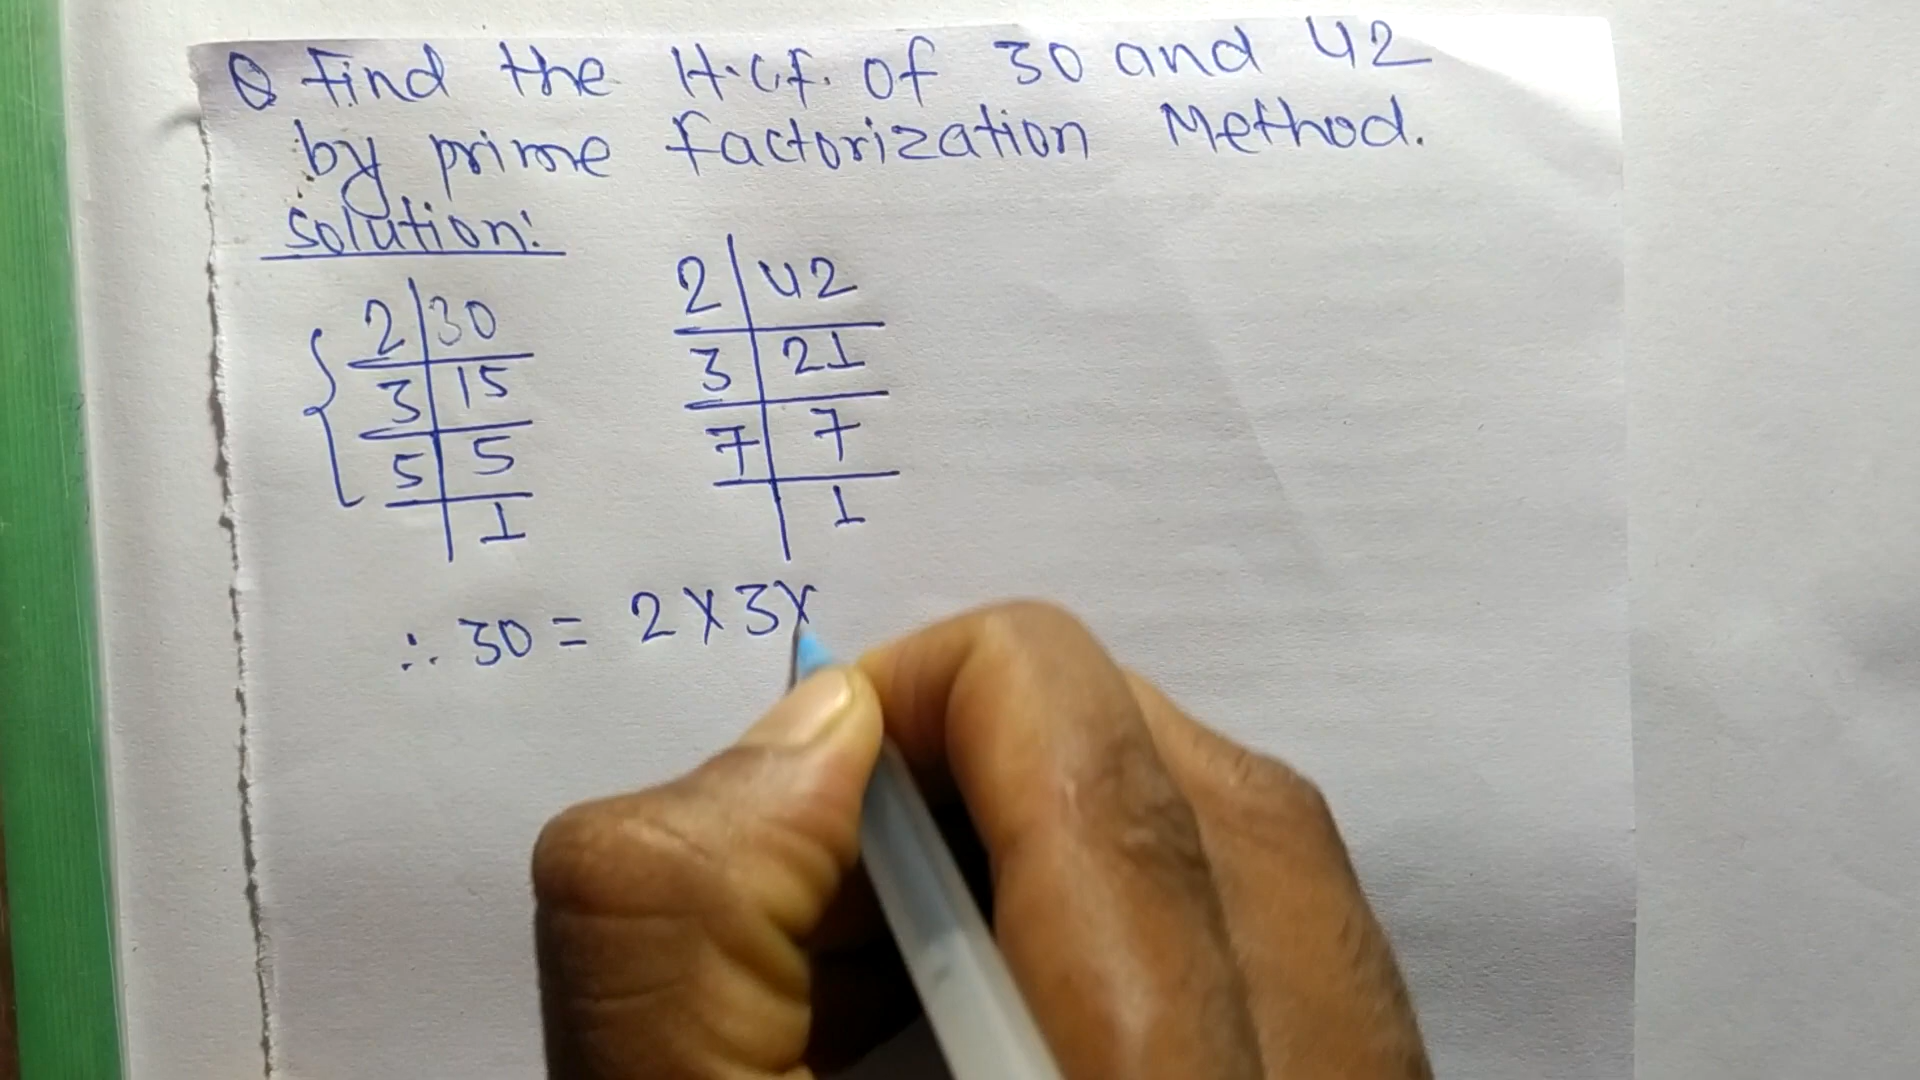 Q Find the H.C.F. Of 30 and 42
by prime factorization Method.
Solution:
2 30
3 15
5 5
1
2 42
3 21
7 7
1
∴ 30 = 2 × 3 ×